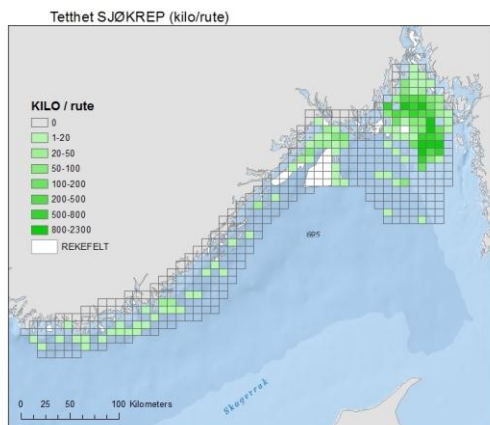 Tetthet SJØKREP (kilo/rute)
KILO / rute
0
1-20
20-50
50-100
100-200
200-500
500-800
800-2300
REKEFELT
Skagerrak
0 25 50 100 Kilometers